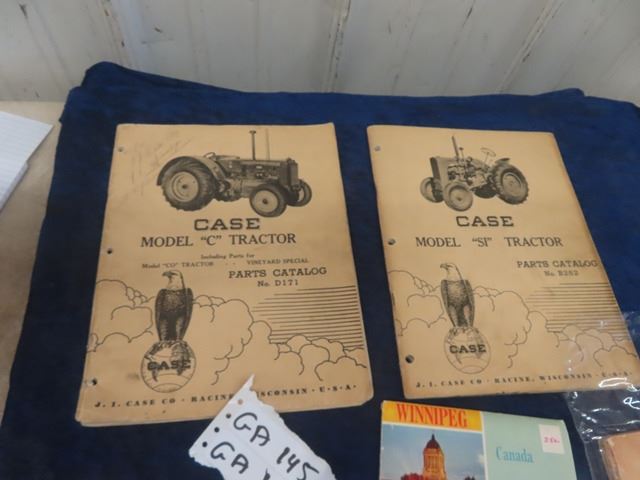 CASE
MODEL "C" TRACTOR
Including Parts for
Model "CO" TRACTOR - - VINEYARD SPECIAL
PARTS CATALOG
No. D171
CASE
J. I. CASE CO - RACINE, WISCONSIN - U·S·A·
CASE
MODEL "SI" TRACTOR
PARTS CATALOG
No. B282
CASE
J. I. CASE CO - RACINE, WISCONSIN - U·S·A
GA 145
GA
WINNIPEG
Canada